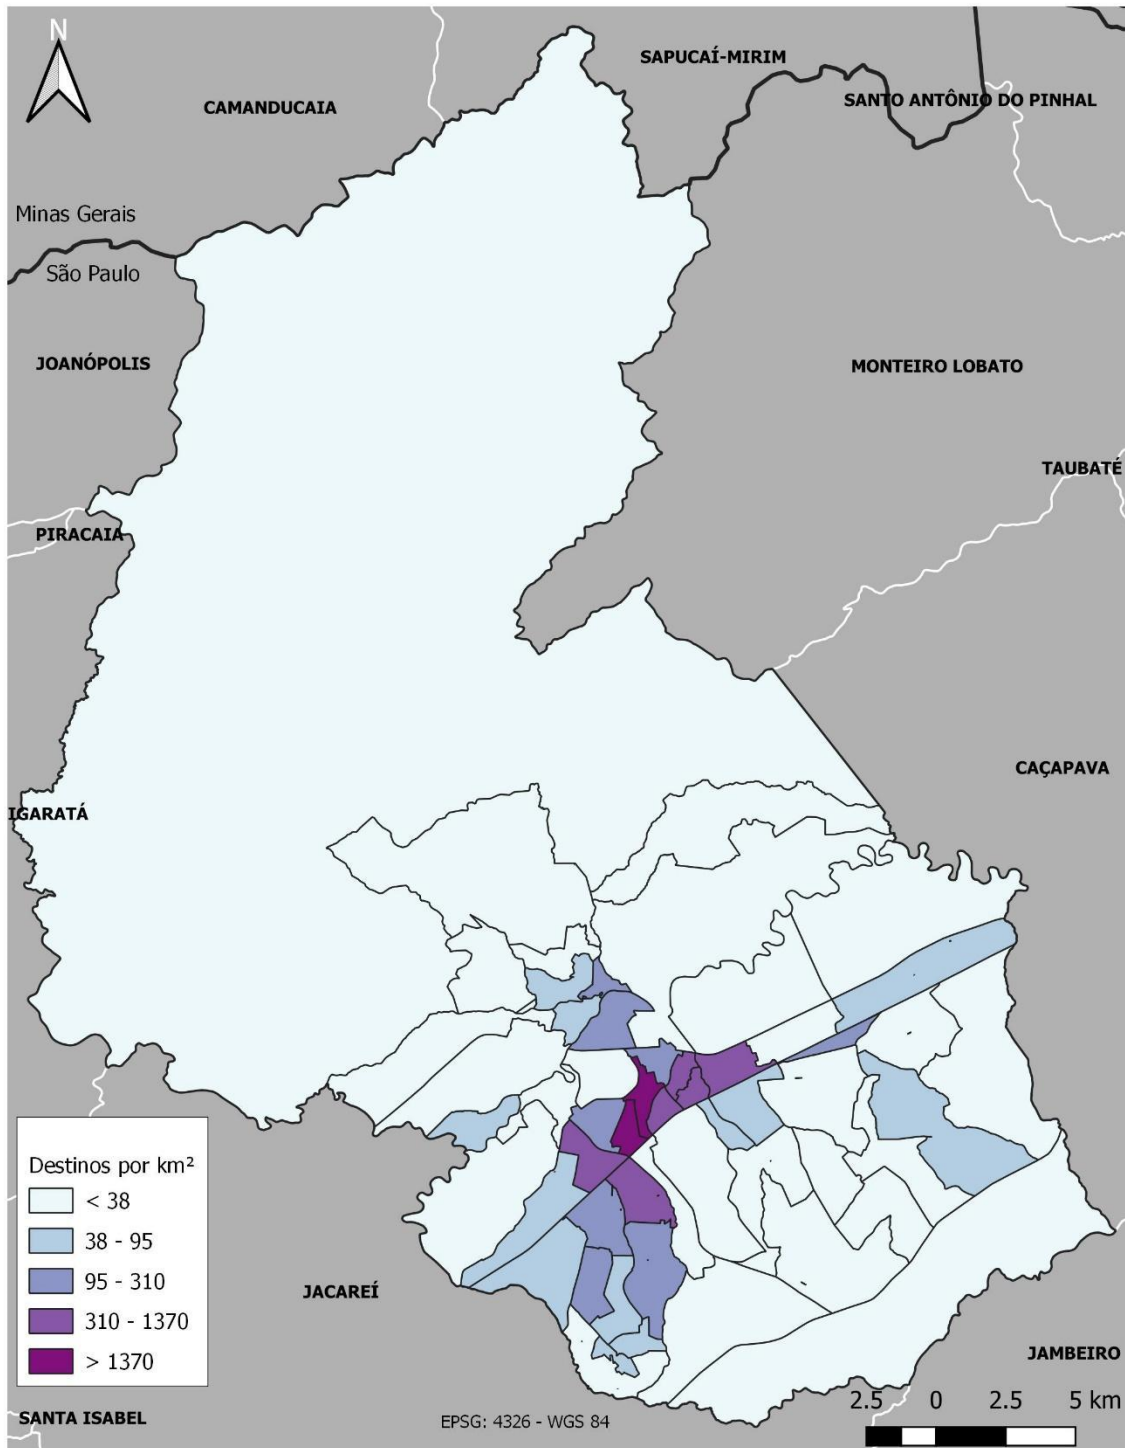 N
SAPUCAÍ-MIRIM
CAMANDUCAIA
SANTO ANTÔNIO DO PINHAL
Minas Gerais
São Paulo
JOANÓPOLIS
MONTEIRO LOBATO
TAUBATÉ
PIRACAIA
CAÇAPAVA
IGARATÁ
Destinos por km²
< 38
38 - 95
95 - 310
310 - 1370
> 1370
JACAREÍ
JAMBEIRO
SANTA ISABEL
EPSG: 4326 - WGS 84
2.5 0 2.5 5 km